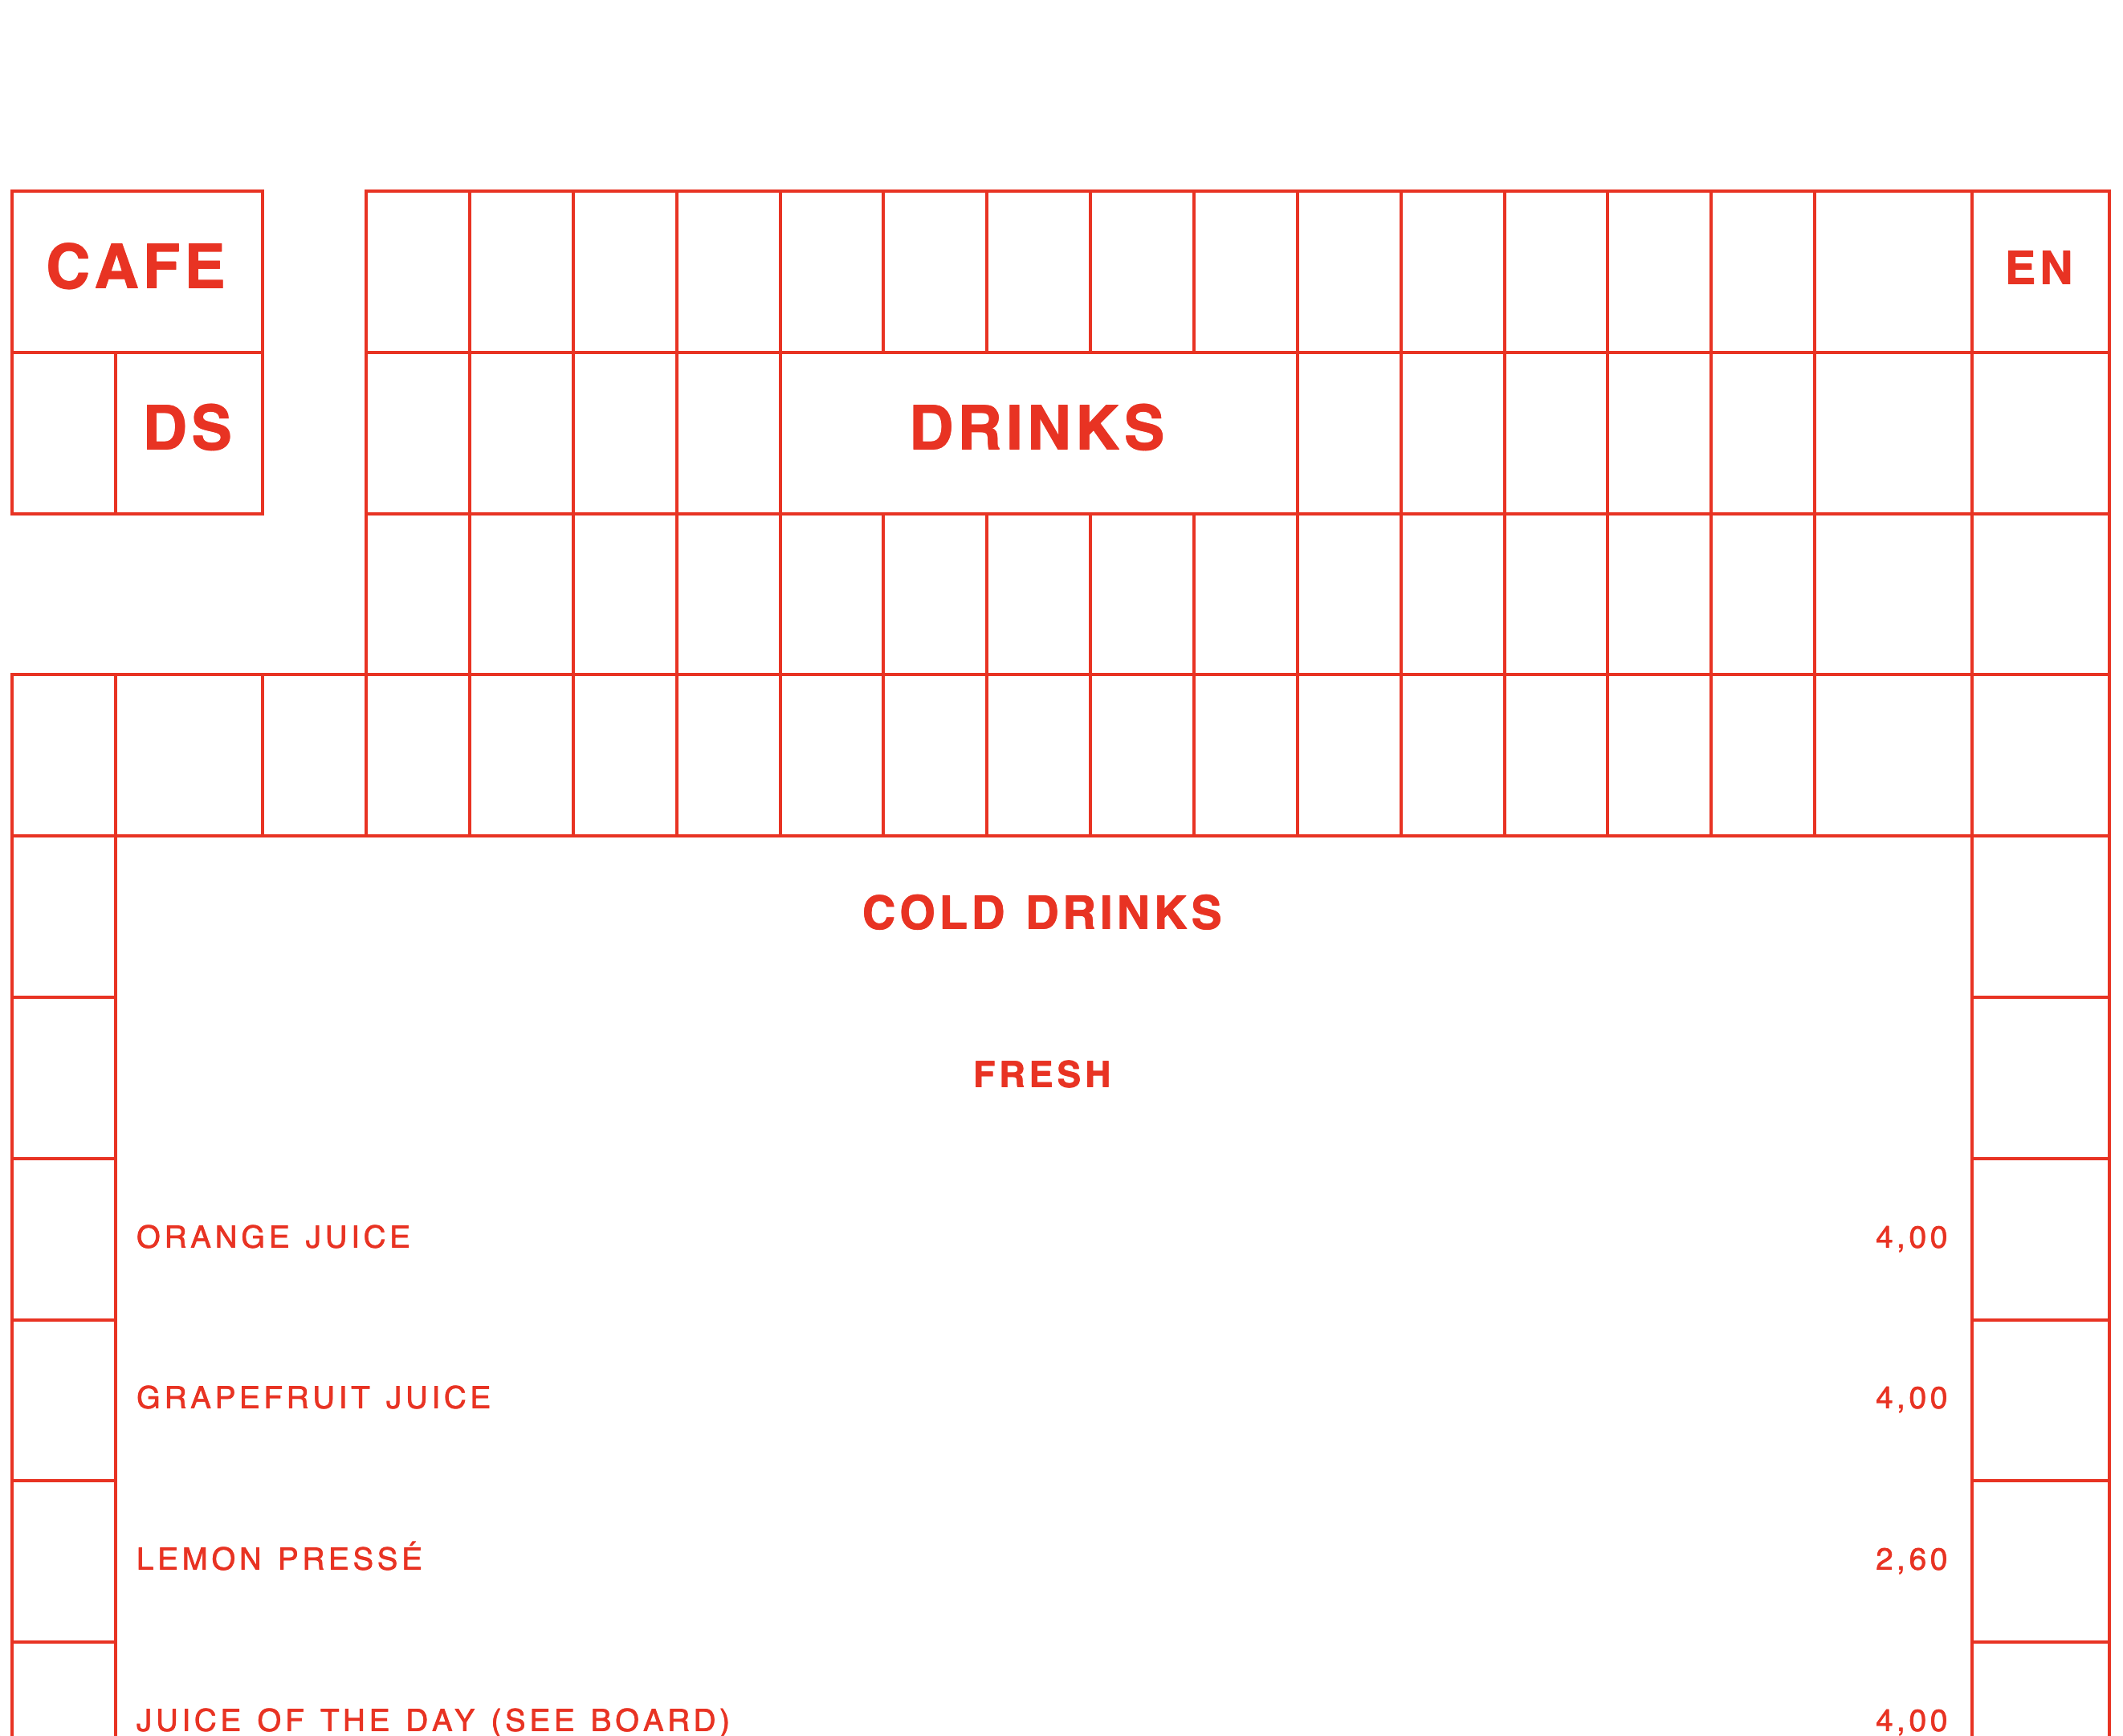 CAFE
EN
DS
DRINKS
COLD DRINKS
FRESH
ORANGE JUICE 4,00
GRAPEFRUIT JUICE 4,00
LEMON PRESSÉ 2,60
JUICE OF THE DAY (SEE BOARD) 4,00